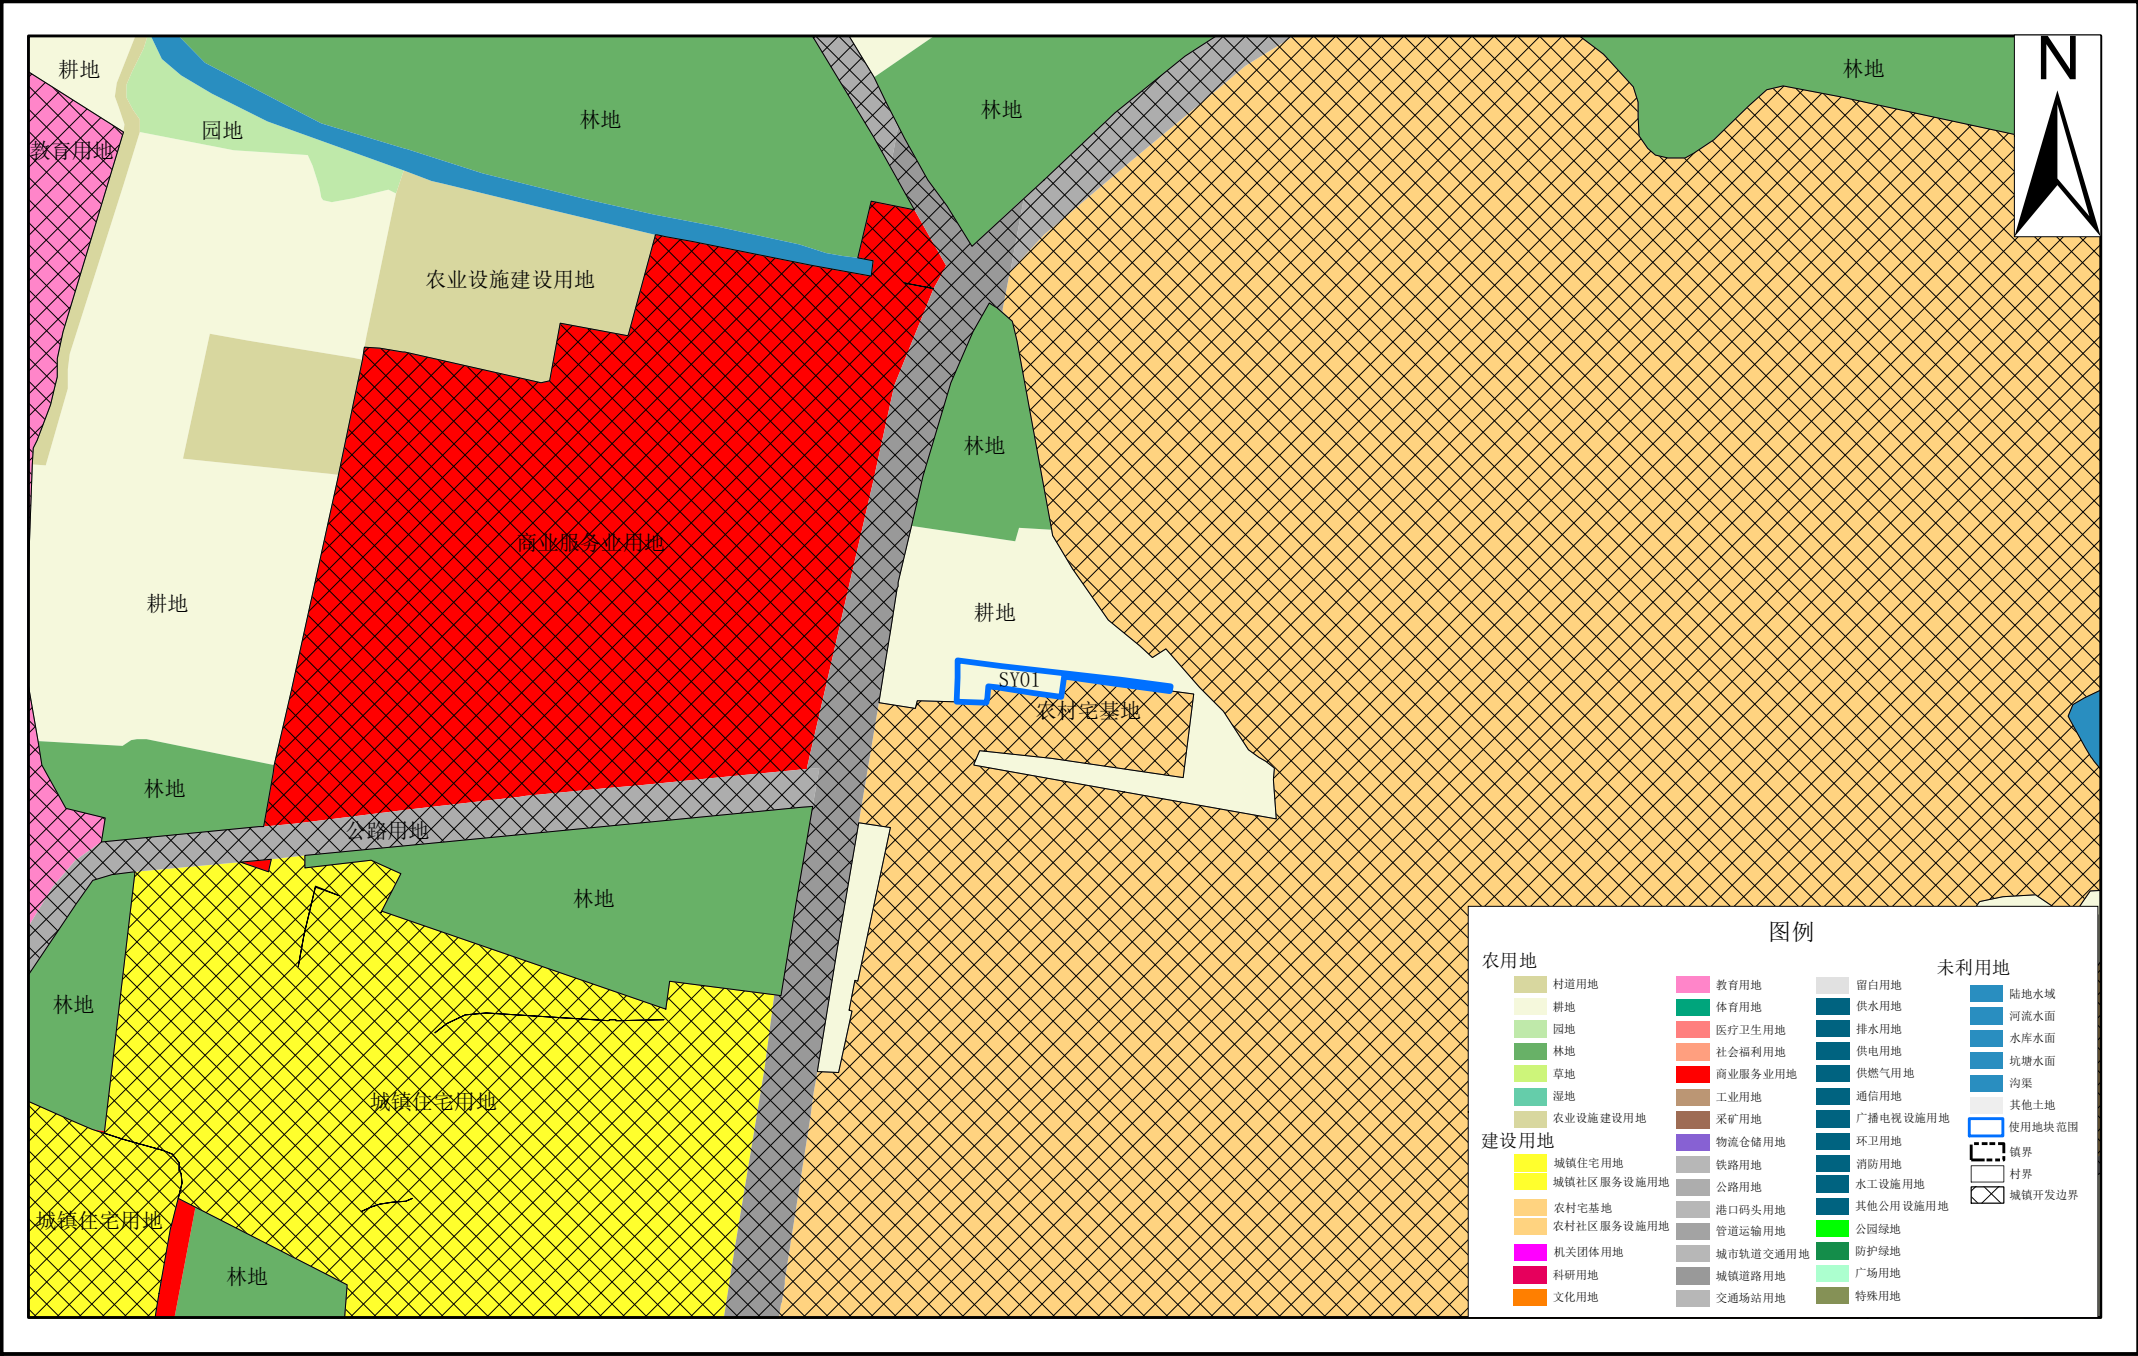 N
耕地
林地
林地
林地
园地
教育用地
农业设施建设用地
林地
商业服务业用地
耕地
耕地
SY01
农村宅基地
林地
公路用地
林地
林地
城镇住宅用地
城镇住宅用地
林地
图例
农用地
村道用地
耕地
园地
林地
草地
湿地
农业设施建设用地
建设用地
城镇住宅用地
城镇社区服务设施用地
农村宅基地
农村社区服务设施用地
机关团体用地
科研用地
文化用地
教育用地
体育用地
医疗卫生用地
社会福利用地
商业服务业用地
工业用地
采矿用地
物流仓储用地
铁路用地
公路用地
港口码头用地
管道运输用地
城市轨道交通用地
城镇道路用地
交通场站用地
留白用地
供水用地
排水用地
供电用地
供燃气用地
通信用地
广播电视设施用地
环卫用地
消防用地
水工设施用地
其他公用设施用地
公园绿地
防护绿地
广场用地
特殊用地
未利用地
陆地水域
河流水面
水库水面
坑塘水面
沟渠
其他土地
使用地块范围
镇界
村界
城镇开发边界